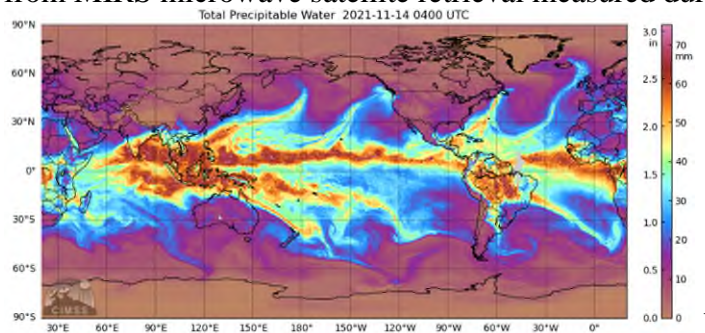 from MIRS microwave satellite retrieval measured du
Total Precipitable Water 2021-11-14 0400 UTC
90°N
60°N
30°N
0°
30°S
60°S
90°S
30°E 60°E 90°E 120°E 150°E 180° 150°W 120°W 90°W 60°W 30°W 0°
3.0
in
2.5
2.0
1.5
1.0
0.5
0.0
70
mm
60
50
40
30
20
10
0
CIMSS